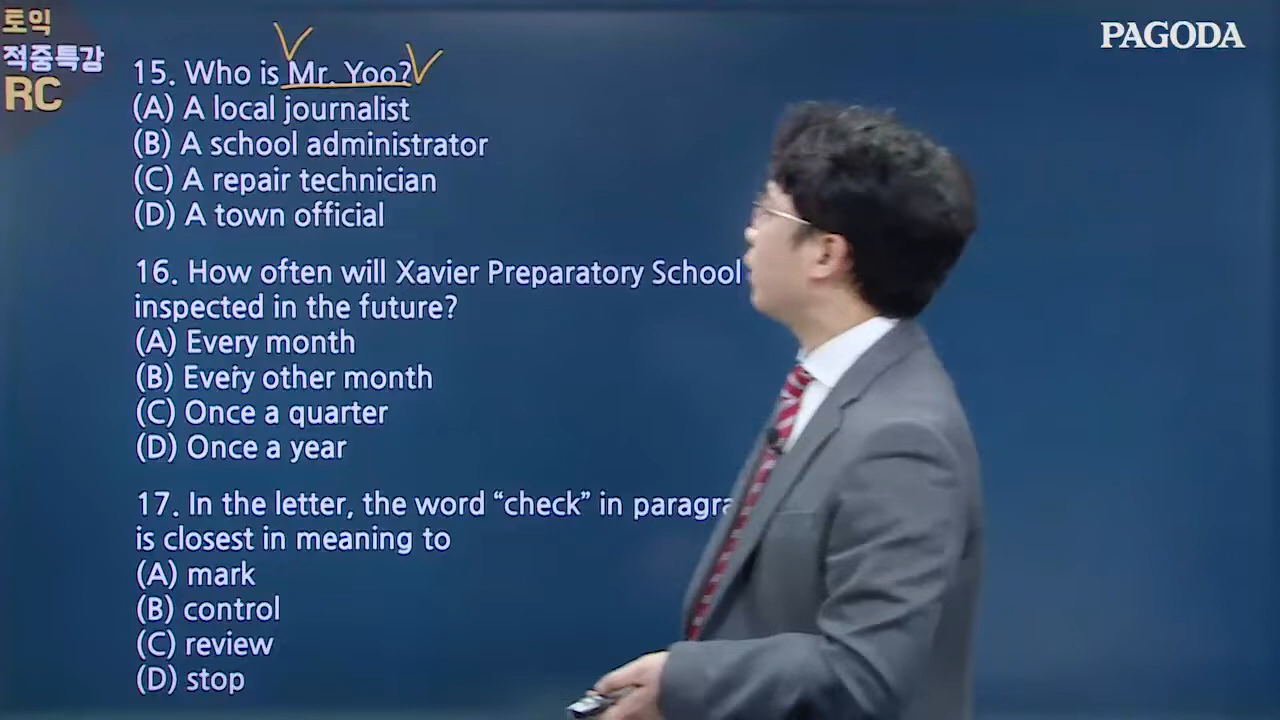 토익
적중특강
RC
PAGODA
15. Who is Mr. Yoo?
(A) A local journalist
(B) A school administrator
(C) A repair technician
(D) A town official
16. How often will Xavier Preparatory School
inspected in the future?
(A) Every month
(B) Every other month
(C) Once a quarter
(D) Once a year
17. In the letter, the word “check” in
is closest in meaning to
(A) mark
(B) control
(C) review
(D) stop